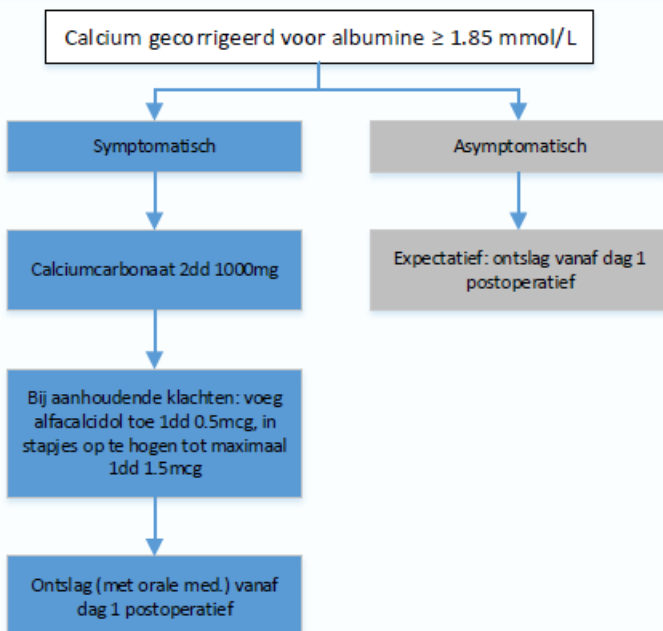 Calcium gecorrigeerd voor albumine ≥ 1.85 mmol/L
Symptomatisch
Asymptomatisch
Calciumcarbonaat 2dd 1000mg
Expectatief: ontslag vanaf dag 1
postoperatief
Bij aanhoudende klachten: voeg
alfacalcidol toe 1dd 0.5mcg, in
stapjes op te hogen tot maximaal
1dd 1.5mcg
Ontslag (met orale med.) vanaf
dag 1 postoperatief